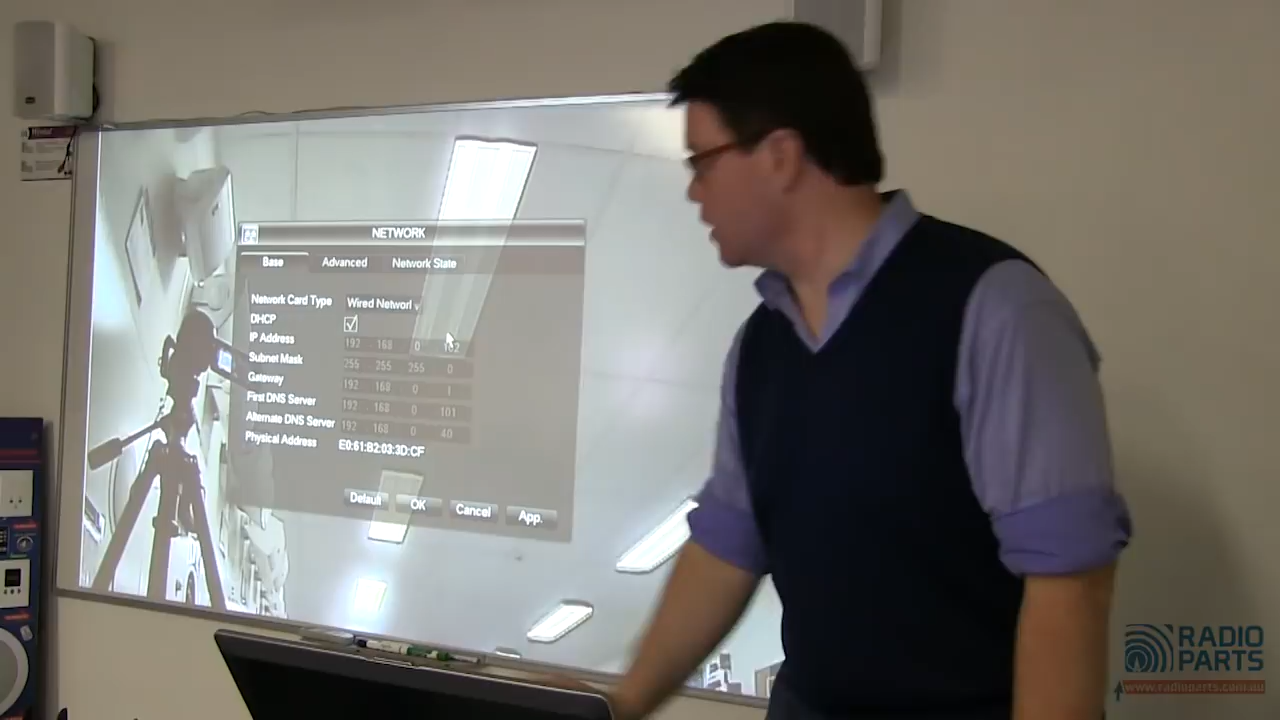 NETWORK
Base Advanced Network State
Network Card Type Wired Networl
DHCP
IP Address 192 168 0 102
Subnet Mask 255 255 255 0
Gateway 192 168 0 1
First DNS Server 192 168 0 101
Alternate DNS Server 192 168 0 40
Physical Address E0:61:B2:03:3D:CF
Default OK Cancel App.
RADIO
PARTS
www.radioparts.com.au